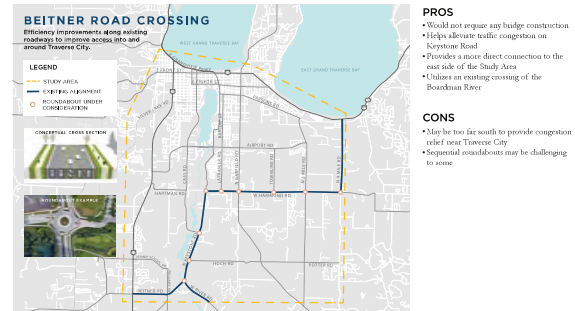 BEITNER ROAD CROSSING
Efficiency improvements along existing
roadways to improve access into and
around Traverse City.
LEGEND
STUDY AREA
EXISTING ALIGNMENT
ROUNDABOUT UNDER
CONSIDERATION
CONCEPTUAL CROSS SECTION
ROUNDABOUT EXAMPLE
WEST GRAND TRAVERSE BAY
EAST GRAND TRAVERSE BAY
AIRPORT RD
HARTMAN RD
W HAMMOND RD
HOCH RD
POTTER RD
BEITNER RD
PROS
• Would not require any bridge construction
• Helps alleviate traffic congestion on
Keystone Road
• Provides a more direct connection to the
east side of the Study Area
• Utilizes an existing crossing of the
Boardman River
CONS
• May be too far south to provide congestion
relief near Traverse City
• Sequential roundabouts may be challenging
to some